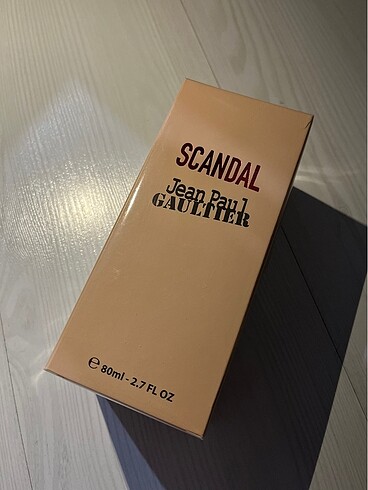 SCANDAL
Jean Paul
GAULTIER
℮ 80ml - 2.7 FL OZ